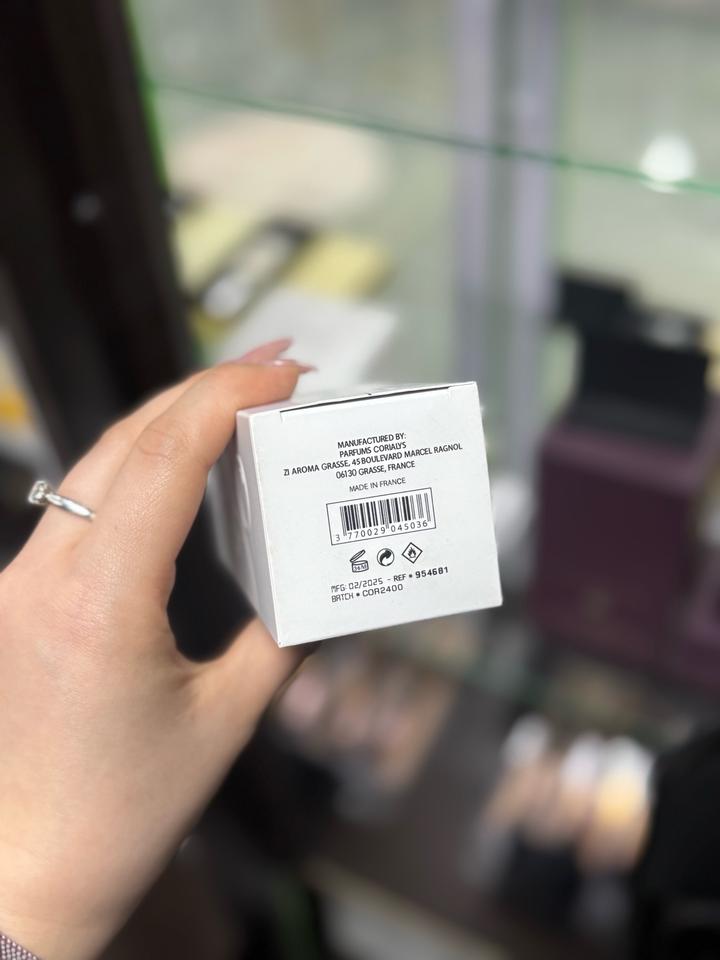 MANUFACTURED BY:
PARFUMS CORIALYS
ZI AROMA GRASSE, 45 BOULEVARD MARCEL RAGNOL
06130 GRASSE, FRANCE
MADE IN FRANCE
3 770029 045036
MFG: 02/2025 - REF • 954681
BATCH • COR2400